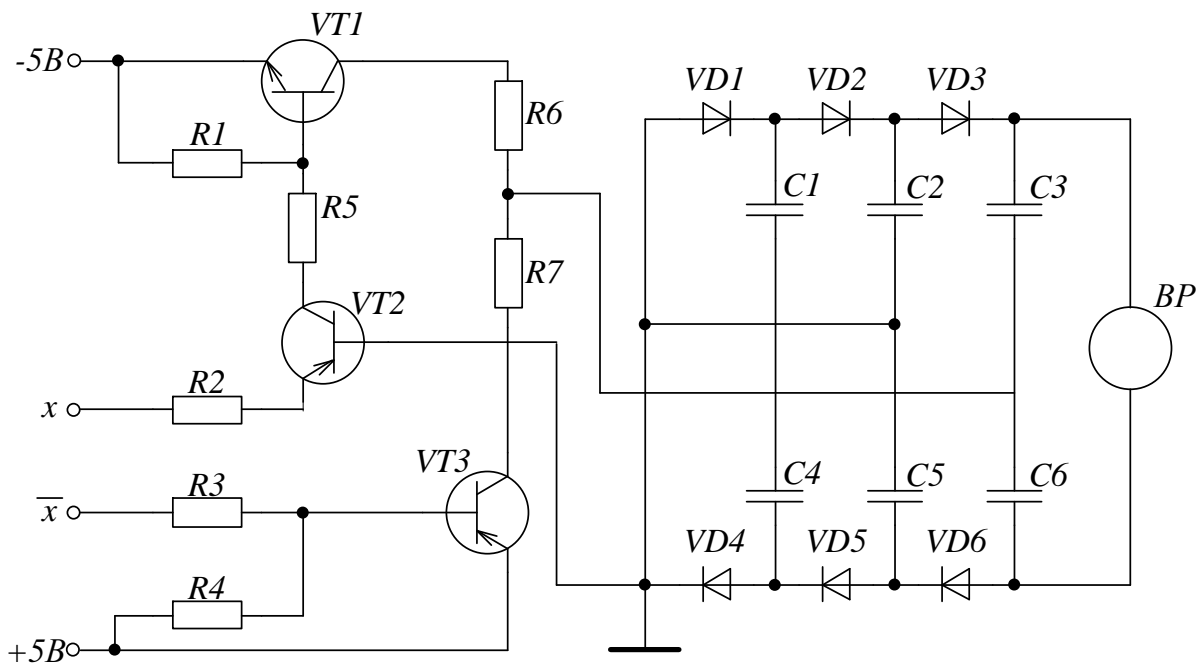 VT1
-5В
VD1 VD2 VD3
R6
R1
C1 C2 C3
R5
R7
VT2
BP
R2
x
VT3
C4 C5 C6
R3
x̅
VD4 VD5 VD6
R4
+5В